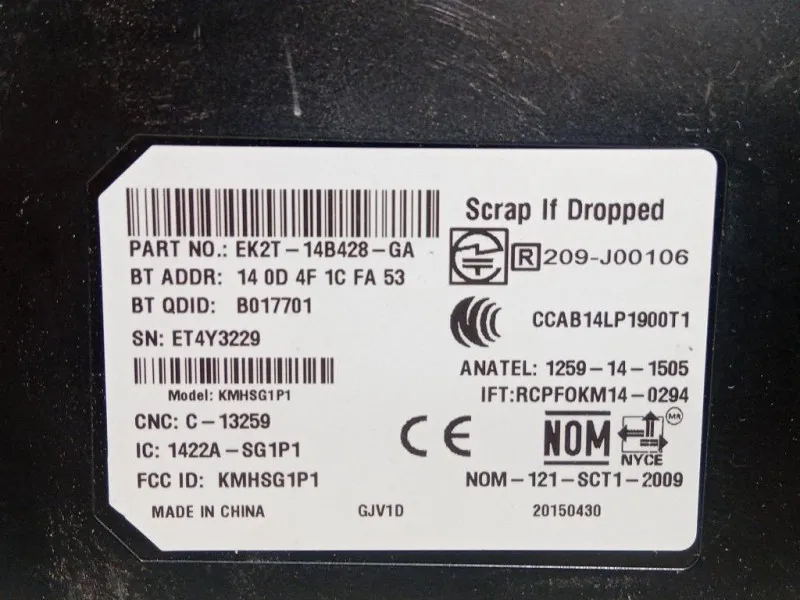 Scrap If Dropped
PART NO.: EK2T-14B428-GA
R 209-J00106
BT ADDR: 14 0D 4F 1C FA 53
BT QDID: B017701
CCAB14LP1900T1
SN: ET4Y3229
ANATEL: 1259-14-1505
Model: KMHSG1P1
IFT:RCPFOKM14-0294
CNC: C-13259
CE
NOM
MR
NYCE
IC: 1422A-SG1P1
FCC ID: KMHSG1P1
NOM-121-SCT1-2009
MADE IN CHINA
GJV1D
20150430